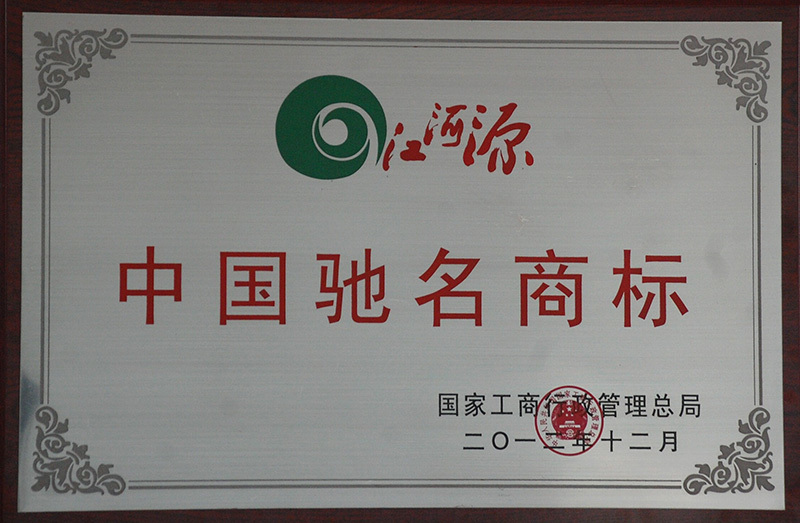 江河源
中国驰名商标
国家工商行政管理总局
二〇一二年十二月